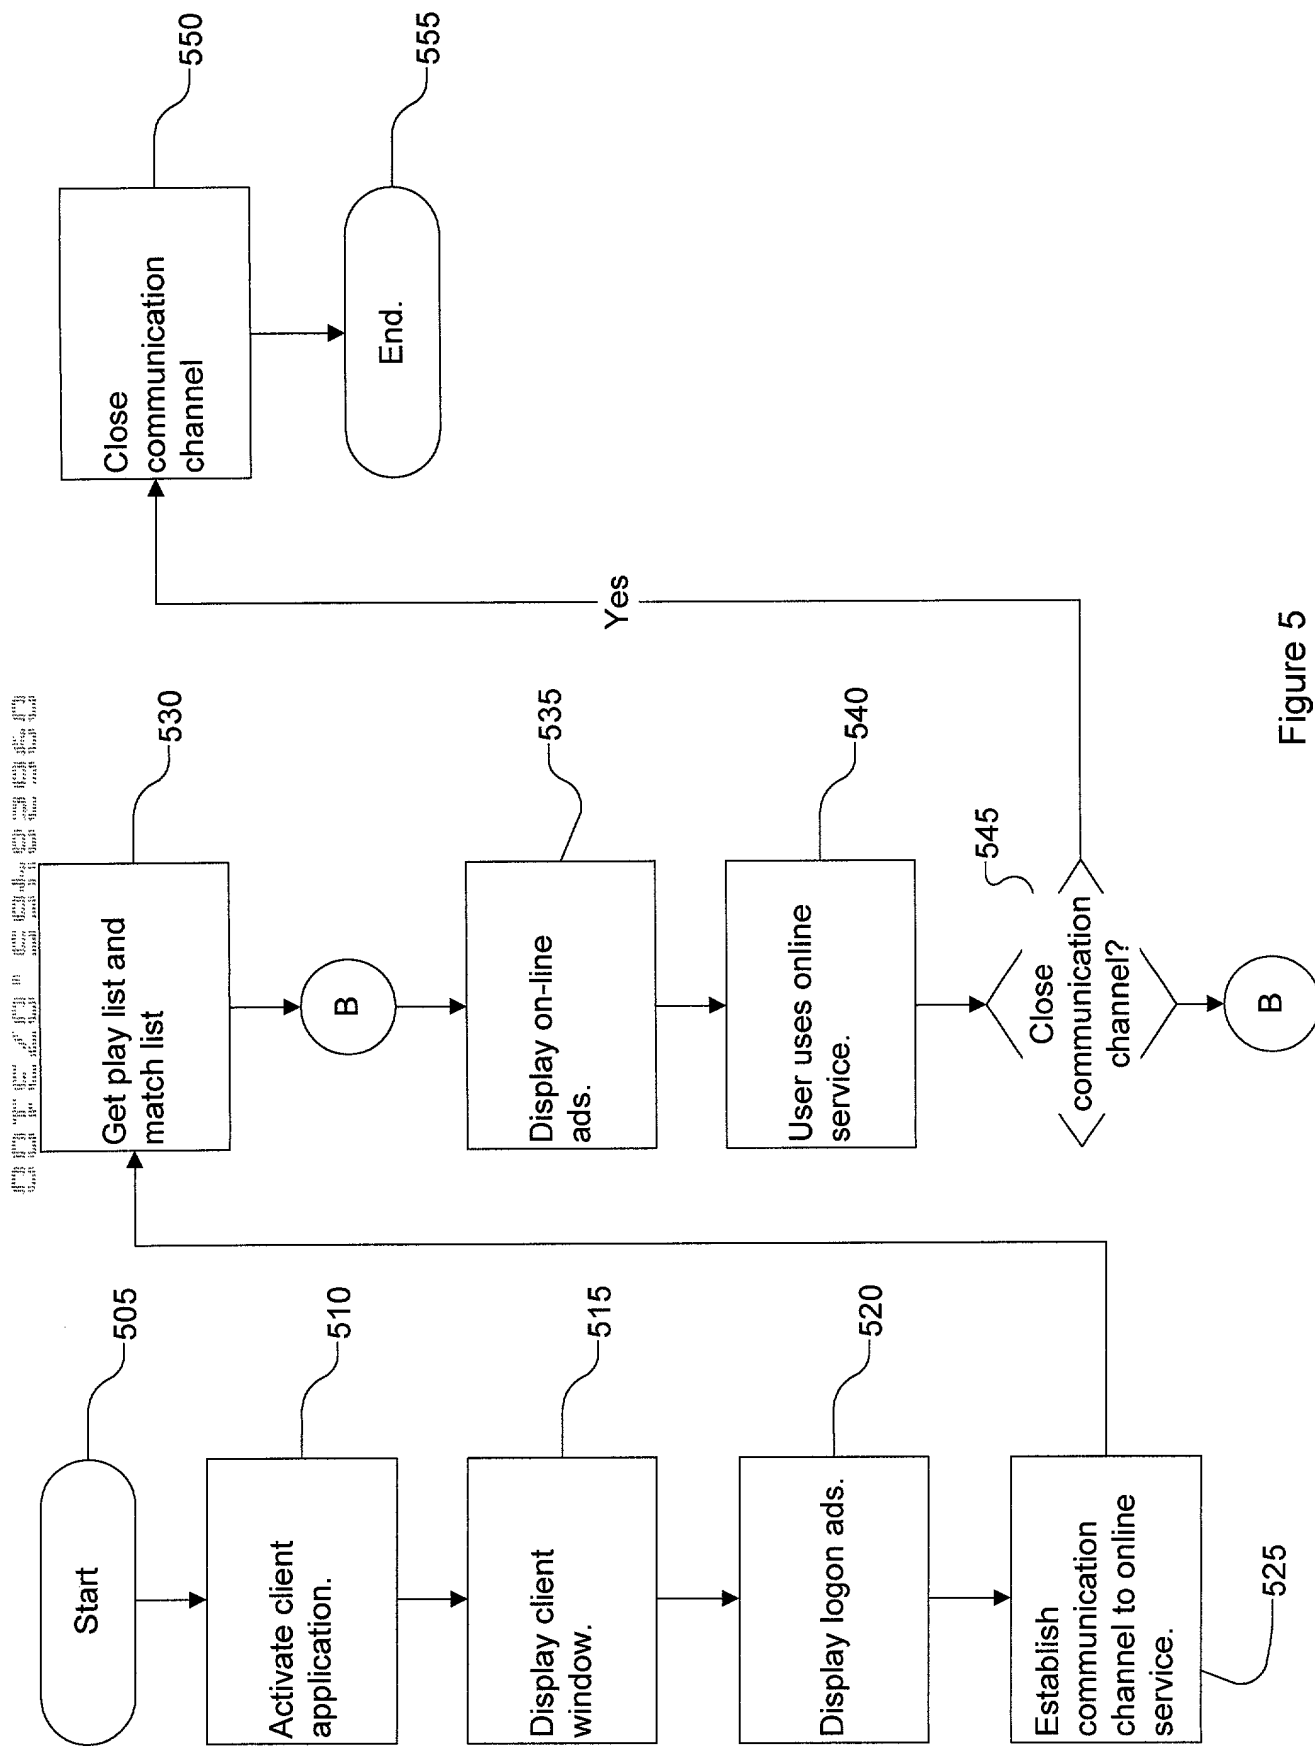 Start
505
Activate client
application.
510
Display client
window.
515
Display logon ads.
520
Establish
communication
channel to online
service.
525
Get play list and
match list
530
B
Display on-line
ads.
535
User uses online
service.
540
Close
communication
channel?
545
B
Yes
Close
communication
channel
550
End.
555
Figure 5